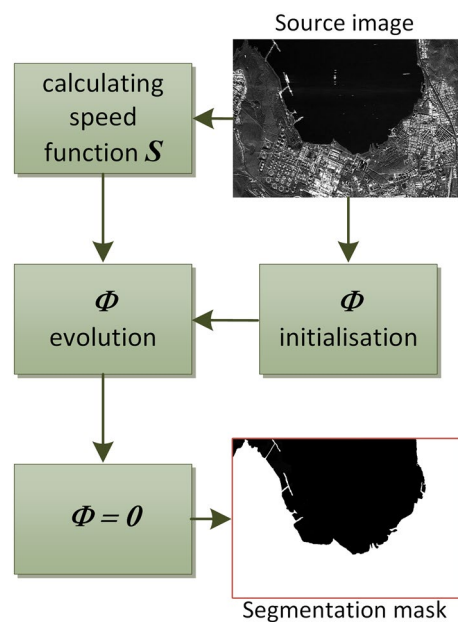 Source image
calculating
speed
function S
Φ
evolution
Φ
initialisation
Φ = 0
Segmentation mask